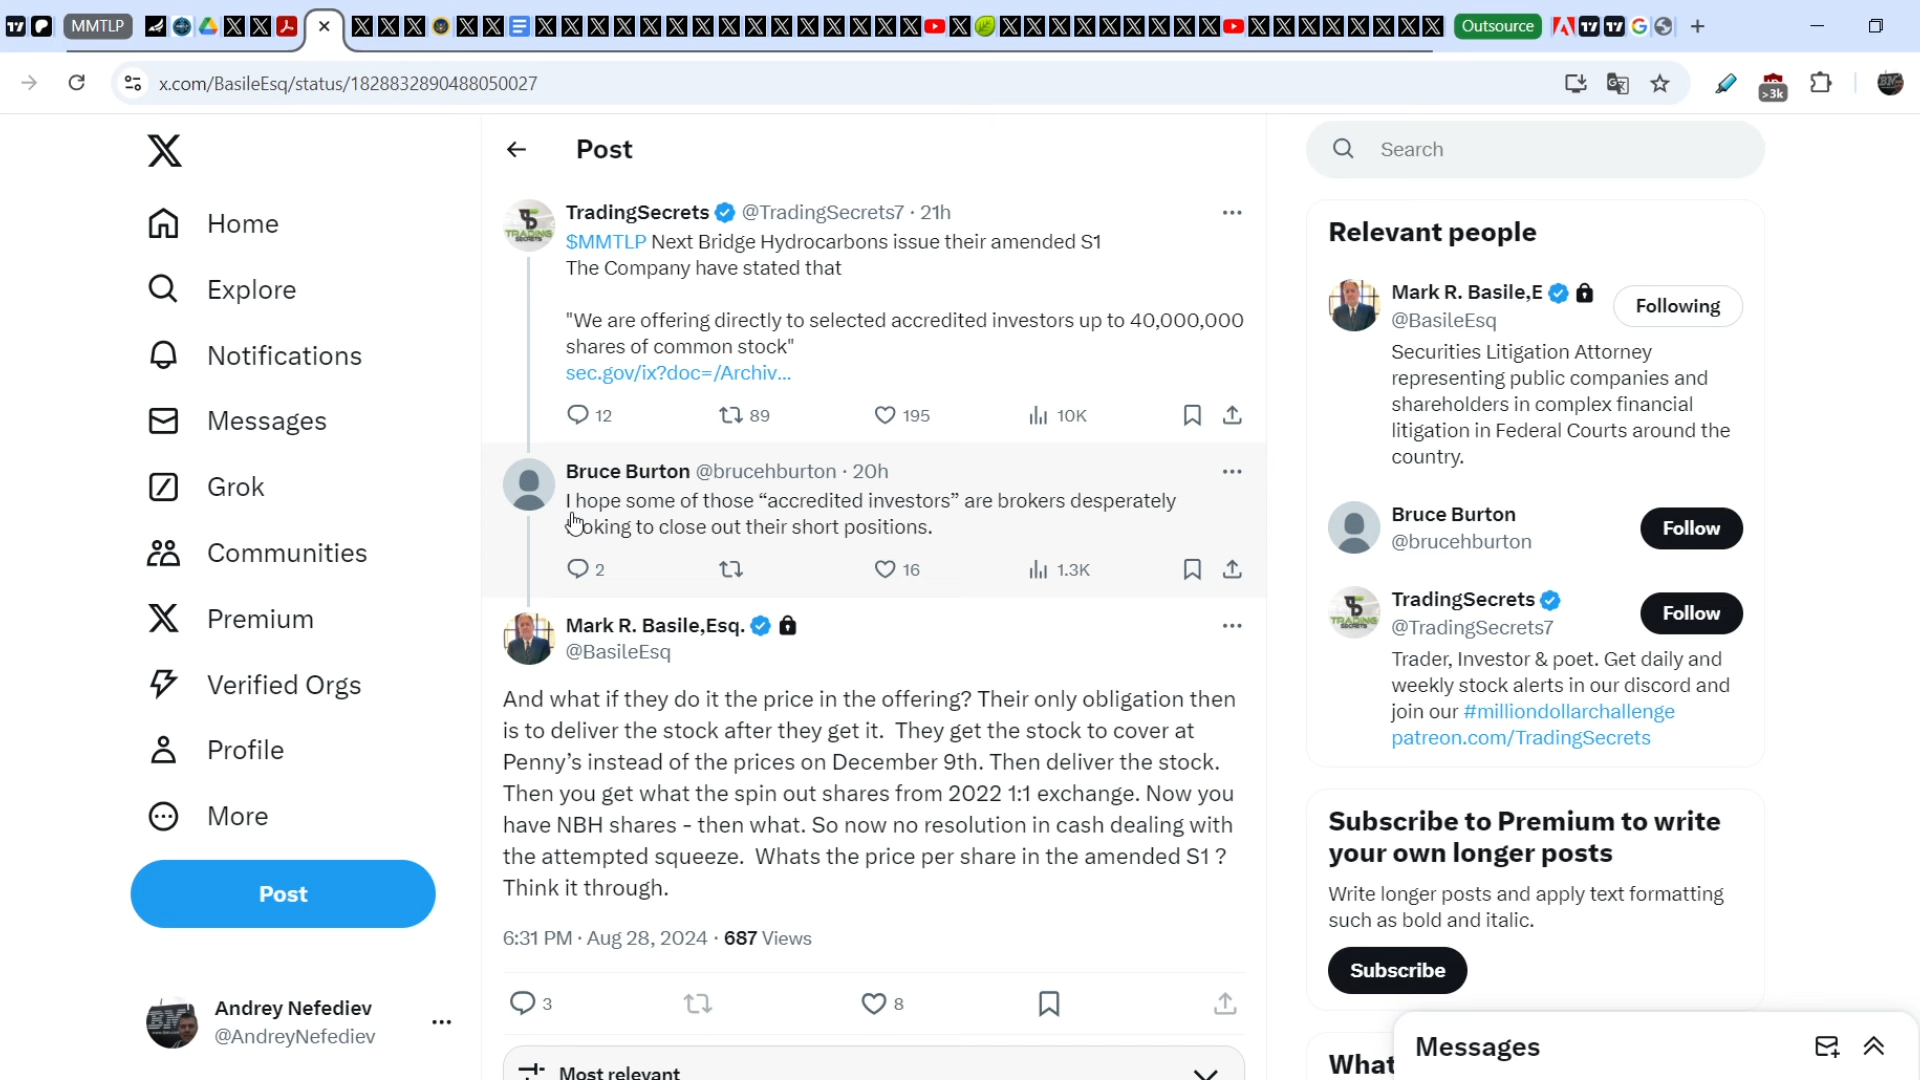 MMTLP
Outsource
x.com/BasileEsq/status/1828832890488050027
>3k
Home
Explore
Notifications
Messages
Grok
Communities
Premium
Verified Orgs
Profile
More
Post
Andrey Nefediev
@AndreyNefediev
Post
TradingSecrets @TradingSecrets7 · 21h
$MMTLP Next Bridge Hydrocarbons issue their amended S1
The Company have stated that
"We are offering directly to selected accredited investors up to 40,000,000
shares of common stock"
sec.gov/ix?doc=/Archiv...
12 89 195 10K
Bruce Burton @brucehburton · 20h
I hope some of those “accredited investors” are brokers desperately
looking to close out their short positions.
2 16 1.3K
Mark R. Basile,Esq.
@BasileEsq
And what if they do it the price in the offering? Their only obligation then
is to deliver the stock after they get it. They get the stock to cover at
Penny’s instead of the prices on December 9th. Then deliver the stock.
Then you get what the spin out shares from 2022 1:1 exchange. Now you
have NBH shares - then what. So now no resolution in cash dealing with
the attempted squeeze. Whats the price per share in the amended S1 ?
Think it through.
6:31 PM · Aug 28, 2024 · 687 Views
3 8
Most relevant
Search
Relevant people
Mark R. Basile,E
@BasileEsq
Following
Securities Litigation Attorney
representing public companies and
shareholders in complex financial
litigation in Federal Courts around the
country.
Bruce Burton
@brucehburton
Follow
TradingSecrets
@TradingSecrets7
Follow
Trader, Investor & poet. Get daily and
weekly stock alerts in our discord and
join our #milliondollarchallenge
patreon.com/TradingSecrets
Subscribe to Premium to write
your own longer posts
Write longer posts and apply text formatting
such as bold and italic.
Subscribe
What
Messages